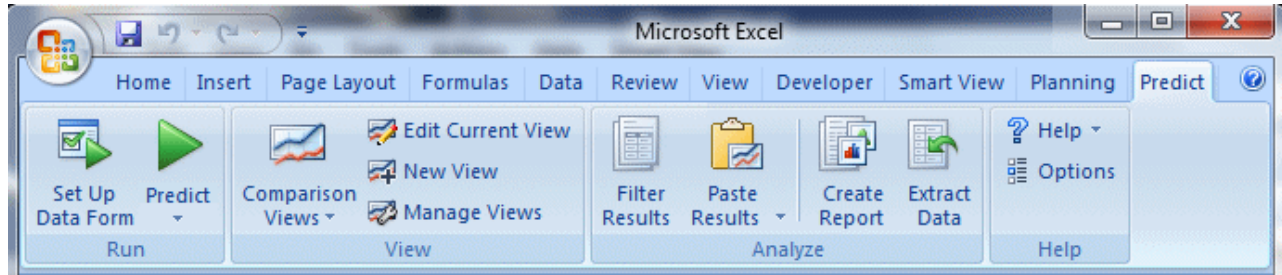 Microsoft Excel
Home Insert Page Layout Formulas Data Review View Developer Smart View Planning Predict
Set Up
Data Form
Predict
Run
Comparison
Views
Edit Current View
New View
Manage Views
View
Filter
Results
Paste
Results
Create
Report
Extract
Data
Analyze
Help
Options
Help